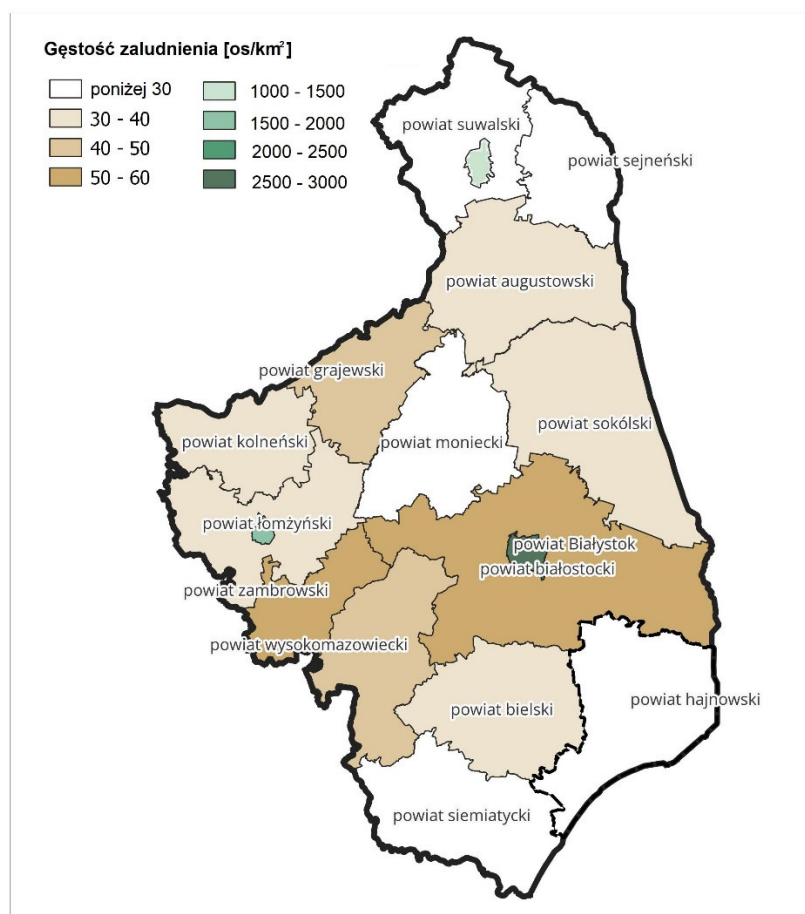 Gęstość zaludnienia [os/km²]
poniżej 30
30 - 40
40 - 50
50 - 60
1000 - 1500
1500 - 2000
2000 - 2500
2500 - 3000
powiat suwalski
powiat sejneński
powiat augustowski
powiat grajewski
powiat sokólski
powiat kolneński
powiat moniecki
powiat łomżyński
powiat Białystok
powiat białostocki
powiat zambrowski
powiat wysokomazowiecki
powiat hajnowski
powiat bielski
powiat siemiatycki